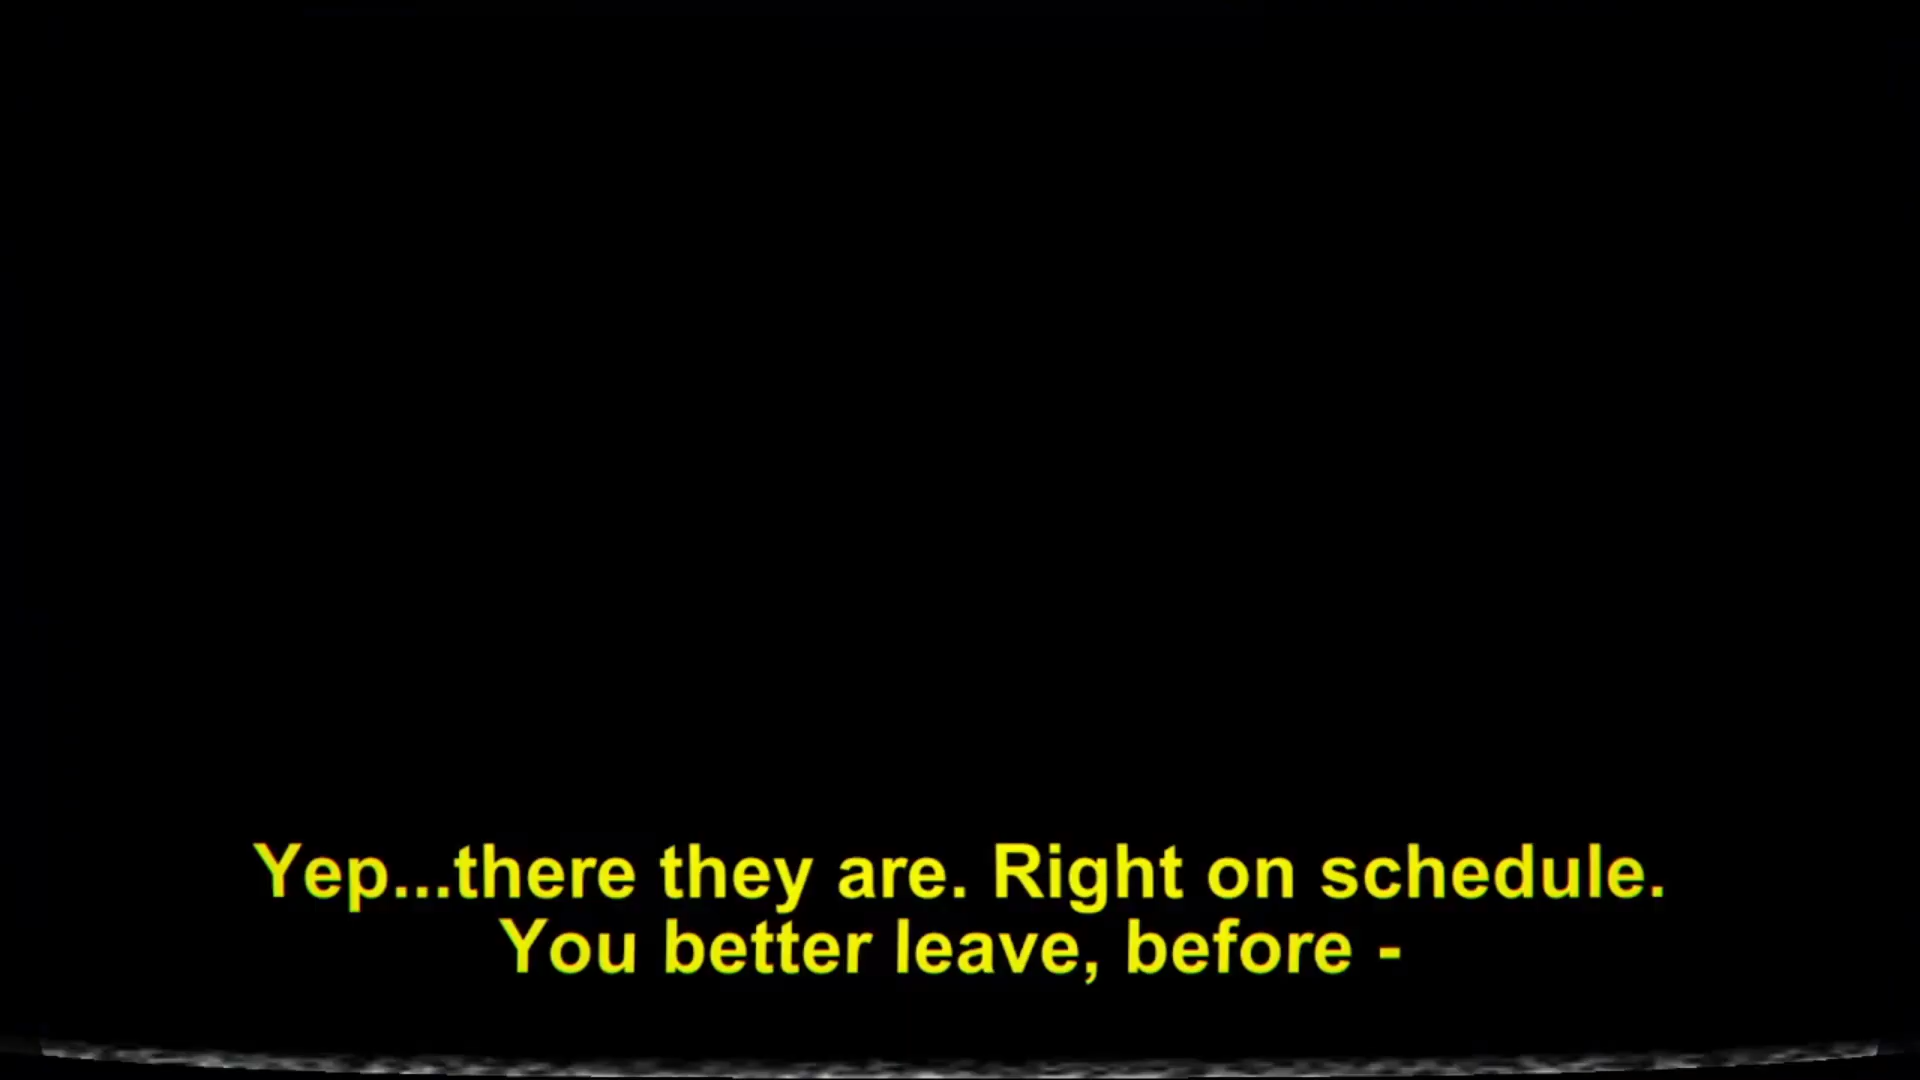 Yep...there they are. Right on schedule.
You better leave, before -